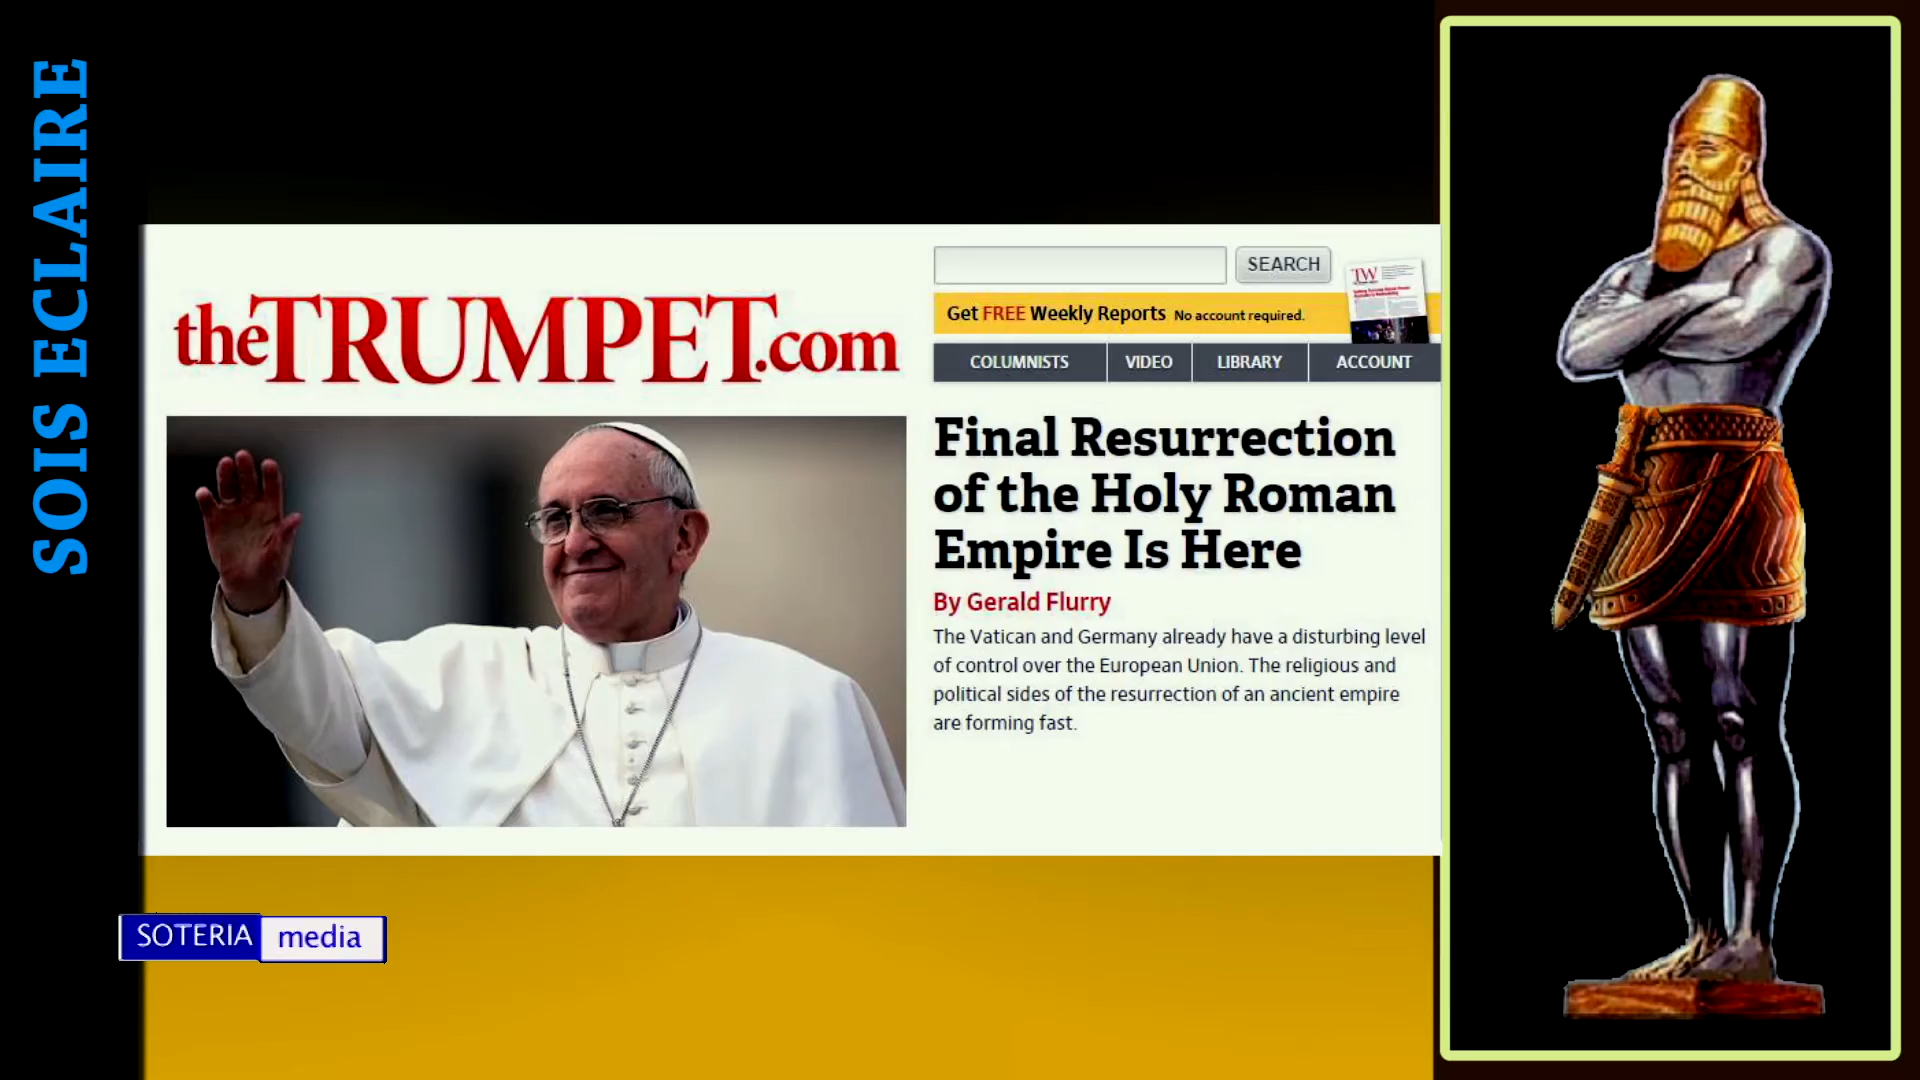 SOIS ECLAIRE
theTRUMPET.com
SEARCH
Get FREE Weekly Reports No account required.
TW
COLUMNISTS VIDEO LIBRARY ACCOUNT
Final Resurrection
of the Holy Roman
Empire Is Here
By Gerald Flurry
The Vatican and Germany already have a disturbing level
of control over the European Union. The religious and
political sides of the resurrection of an ancient empire
are forming fast.
SOTERIA media